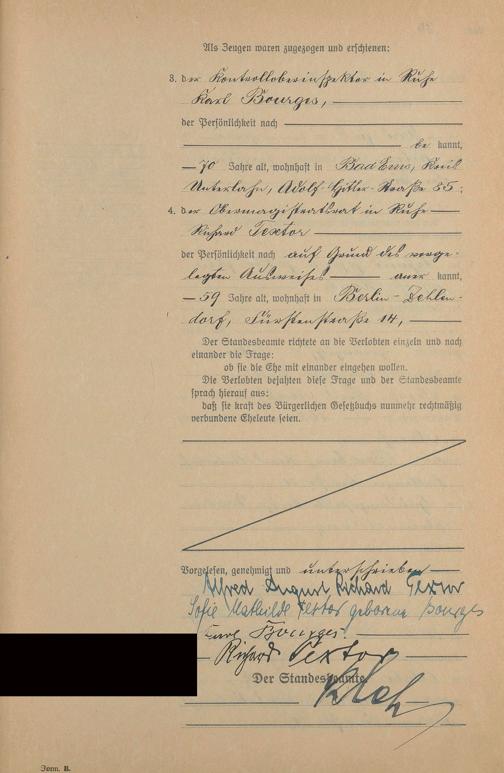 Als Zeugen waren zugezogen und erschienen:
3. der Kontrolloberinspektor in Ruhe
Karl Bourges,
der Persönlichkeit nach
be kannt,
70 Jahre alt, wohnhaft in Bad Ems, Kreis
Unterlahn, Adolf-Hitler-Straße 55;
4. der Obermagistratsrat in Ruhe
Richard Textor
der Persönlichkeit nach auf Grund des vorge-
legten Ausweises aner kannt,
59 Jahre alt, wohnhaft in Berlin-Zehlen-
dorf, Fürstenstraße 14,
Der Standesbeamte richtete an die Verlobten einzeln und nach
einander die Frage:
ob sie die Ehe mit einander eingehen wollen.
Die Verlobten bejahten diese Frage und der Standesbeamte
sprach hierauf aus:
daß sie kraft des Bürgerlichen Gesetzbuchs nunmehr rechtmäßig
verbundene Eheleute seien.
Vorgelesen, genehmigt und unterschrieben
Alfred August Richard Textor
Sofie Mathilde Textor geborene Bourges
Karl Bourges.
Richard Textor
Der Standesbeamte.
Form. B.